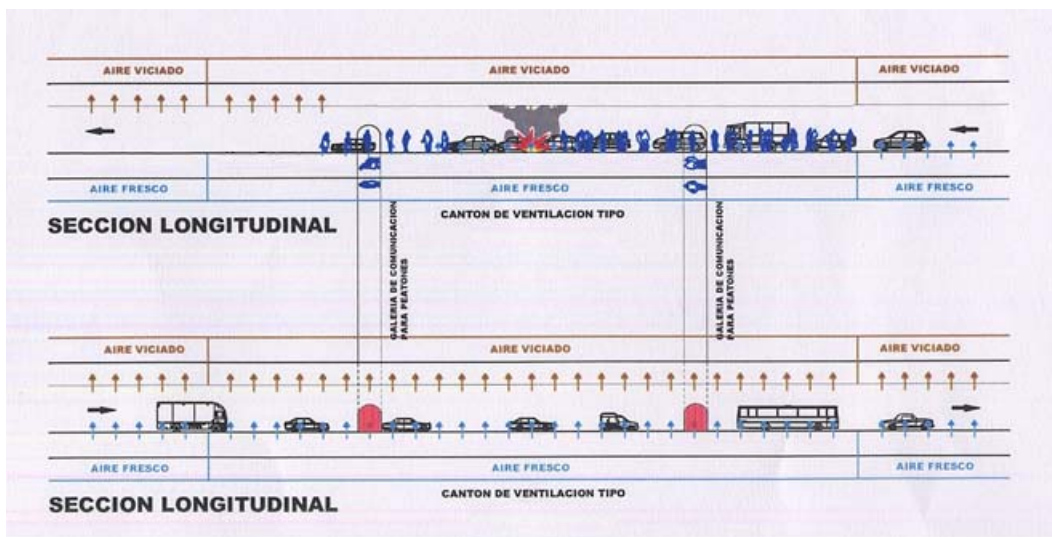 AIRE VICIADO
AIRE VICIADO
AIRE VICIADO
AIRE FRESCO
AIRE FRESCO
AIRE FRESCO
SECCION LONGITUDINAL
CANTON DE VENTILACION TIPO
GALERIA DE COMUNICACION
PARA PEATONES
GALERIA DE COMUNICACION
PARA PEATONES
AIRE VICIADO
AIRE VICIADO
AIRE VICIADO
AIRE FRESCO
AIRE FRESCO
AIRE FRESCO
SECCION LONGITUDINAL
CANTON DE VENTILACION TIPO